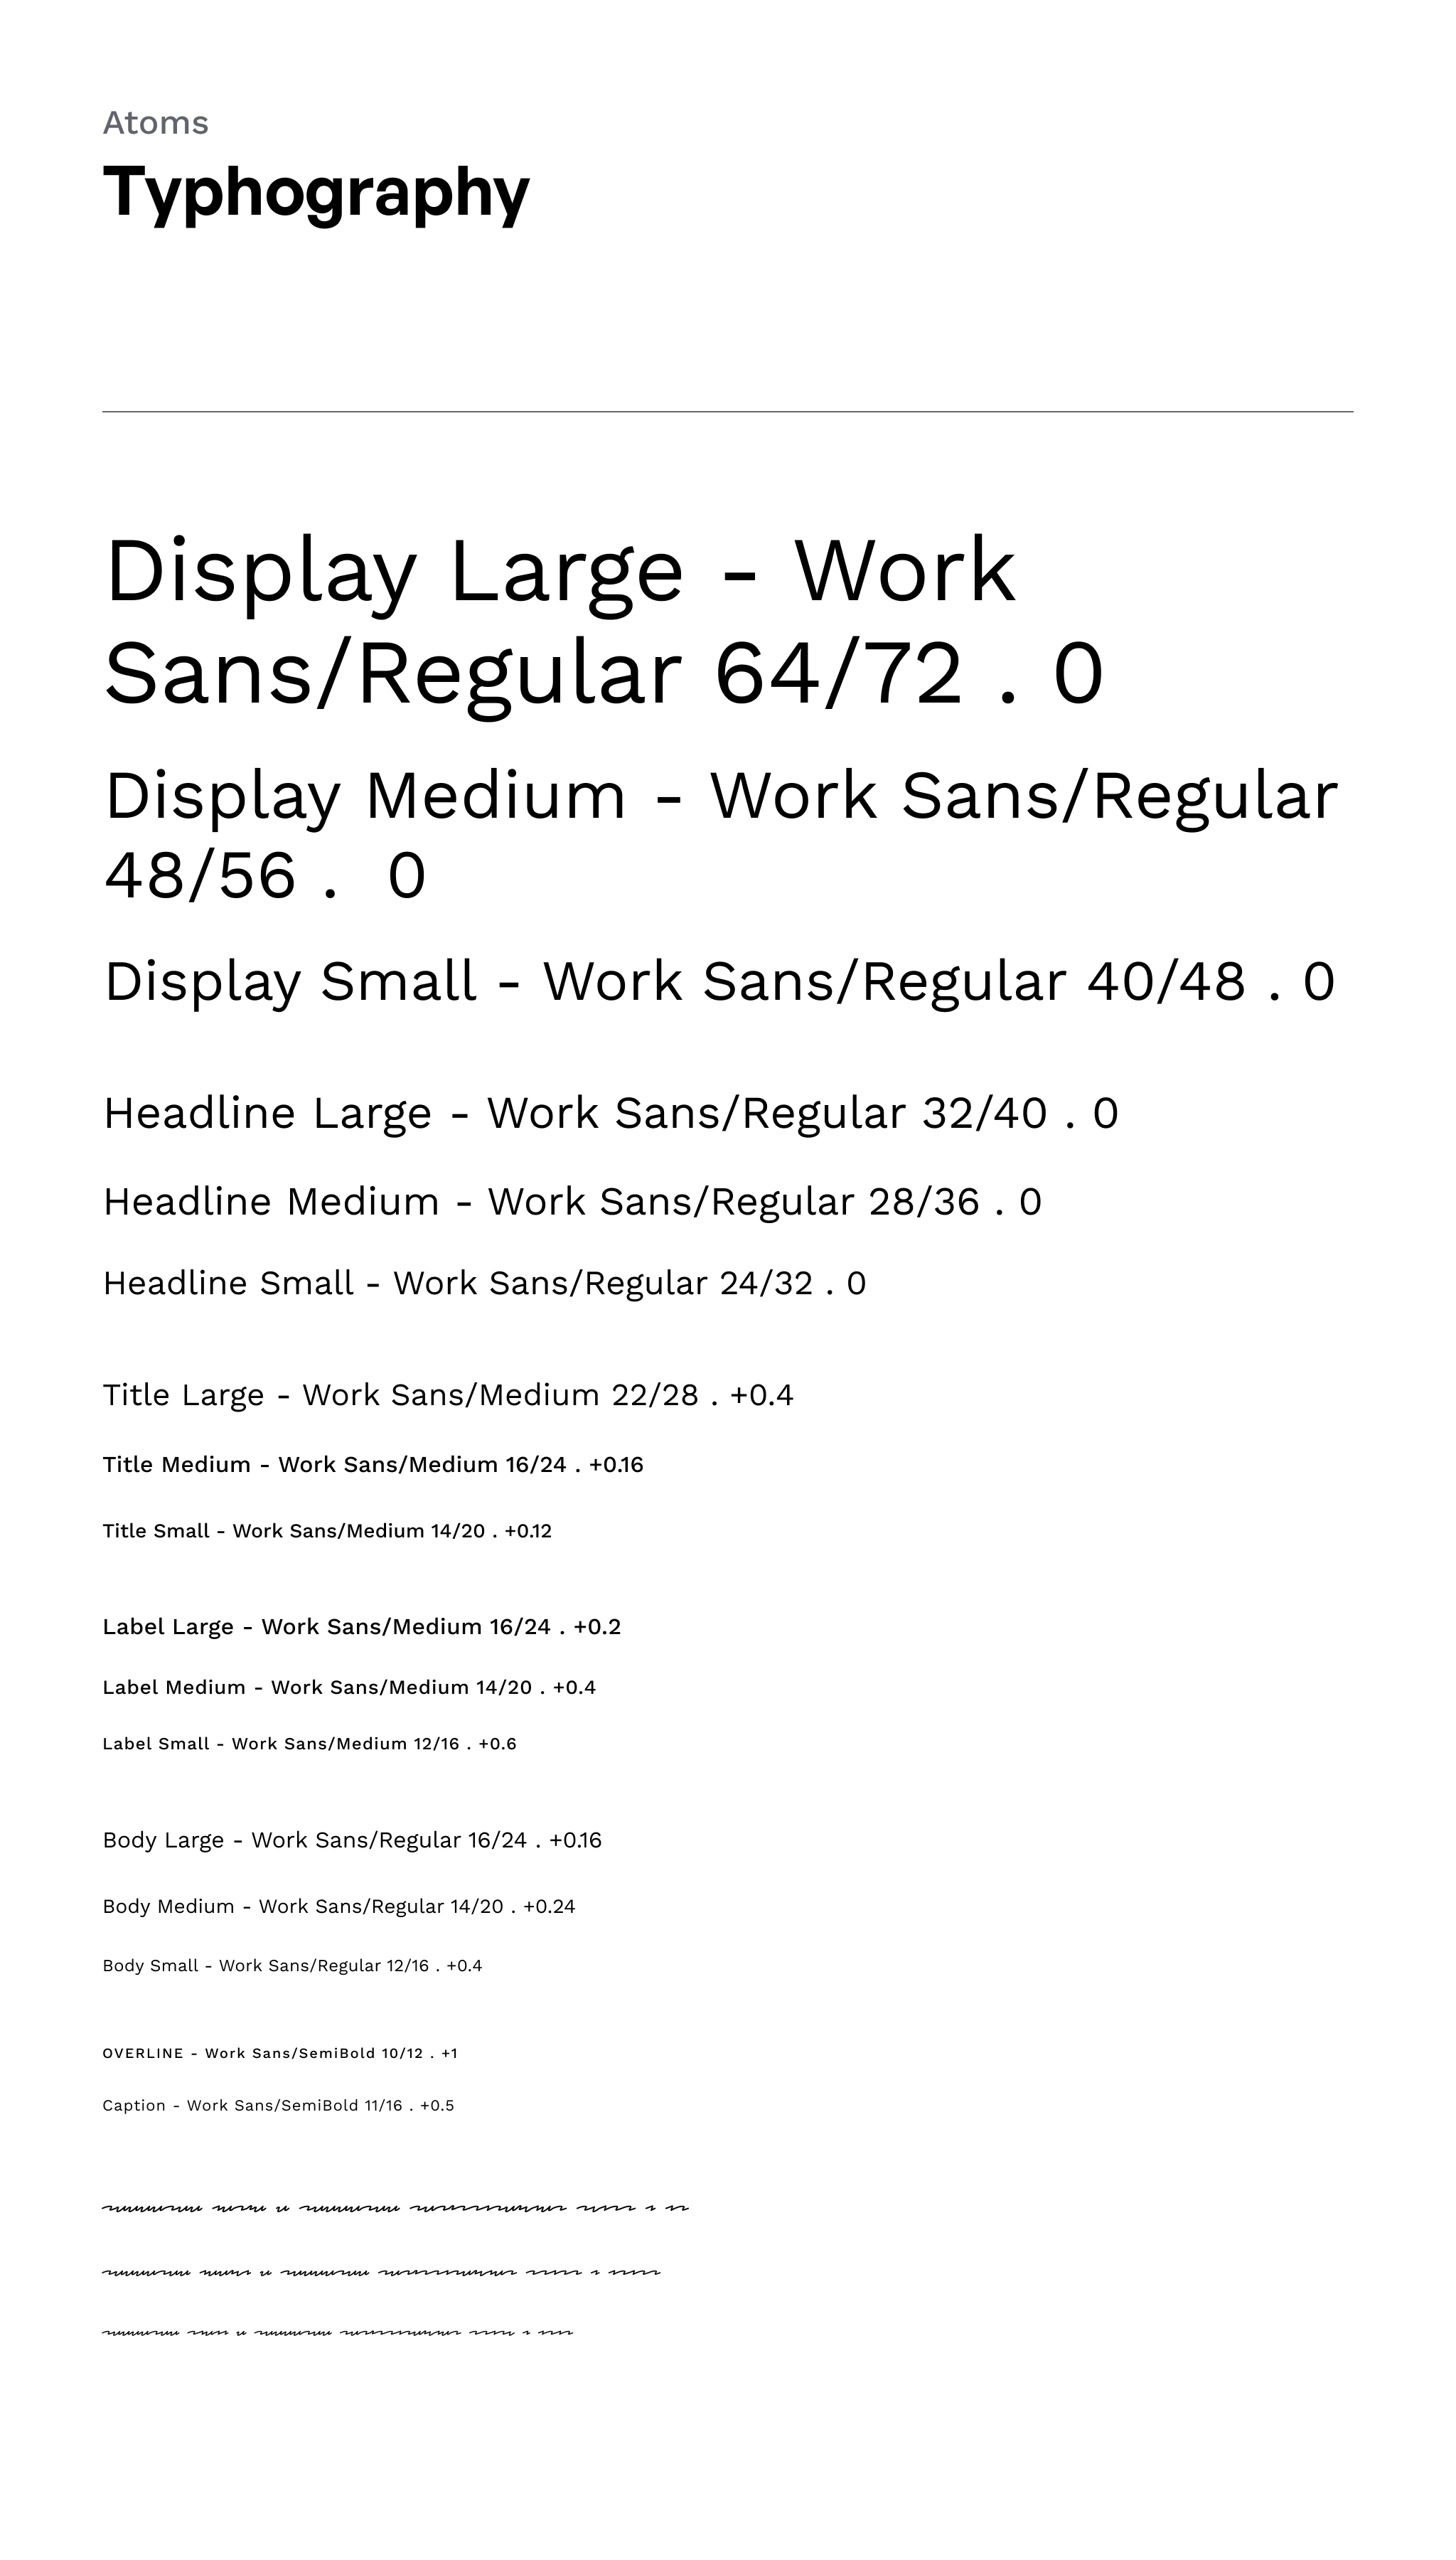 Atoms
Typhography
Display Large - Work
Sans/Regular 64/72 . 0
Display Medium - Work Sans/Regular
48/56 .  0
Display Small - Work Sans/Regular 40/48 . 0
Headline Large - Work Sans/Regular 32/40 . 0
Headline Medium - Work Sans/Regular 28/36 . 0
Headline Small - Work Sans/Regular 24/32 . 0
Title Large - Work Sans/Medium 22/28 . +0.4
Title Medium - Work Sans/Medium 16/24 . +0.16
Title Small - Work Sans/Medium 14/20 . +0.12
Label Large - Work Sans/Medium 16/24 . +0.2
Label Medium - Work Sans/Medium 14/20 . +0.4
Label Small - Work Sans/Medium 12/16 . +0.6
Body Large - Work Sans/Regular 16/24 . +0.16
Body Medium - Work Sans/Regular 14/20 . +0.24
Body Small - Work Sans/Regular 12/16 . +0.4
OVERLINE - Work Sans/SemiBold 10/12 . +1
Caption - Work Sans/SemiBold 11/16 . +0.5